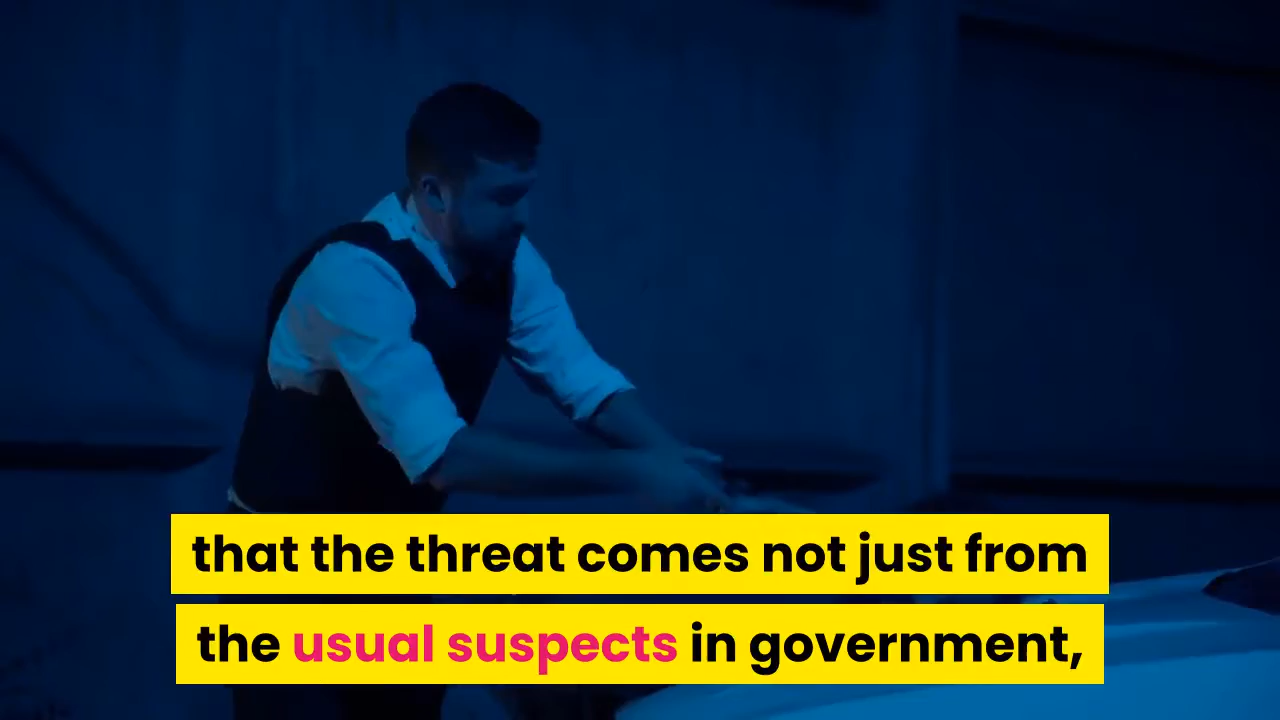 that the threat comes not just from
the usual suspects in government,